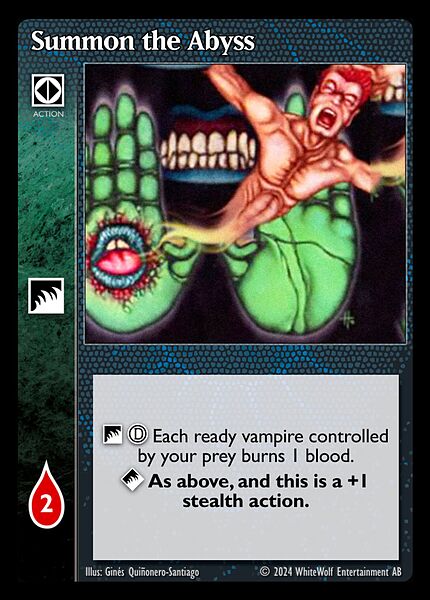 Summon the Abyss
ACTION
D Each ready vampire controlled
by your prey burns 1 blood.
As above, and this is a +1
stealth action.
2
Illus: Ginés Quiñonero-Santiago © 2024 WhiteWolf Entertainment AB